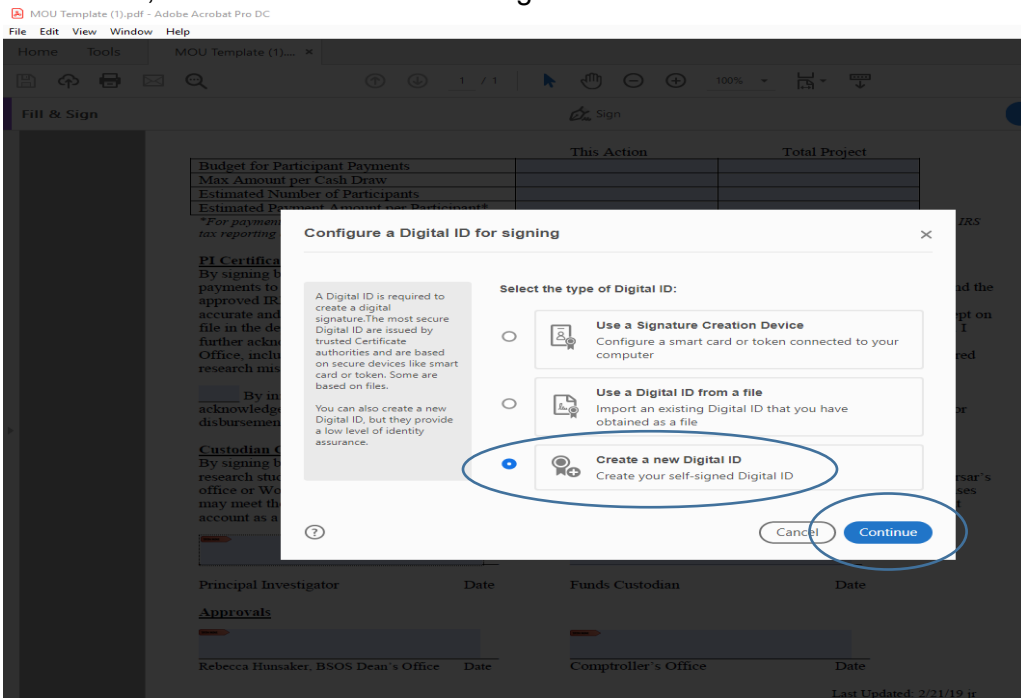 MOU Template (1).pdf - Adobe Acrobat Pro DC
File Edit View Window Help
Home Tools MOU Template (1).... ×
1 / 1 100%
Fill & Sign Sign
This Action Total Project
Budget for Participant Payments
Max Amount per Cash Draw
Estimated Number of Participants
Estimated Payment Amount per Participant*
*For paymen IRS
tax reporting
Configure a Digital ID for signing ×
PI Certifica
By signing b
payments to nd the
approved IR
accurate and ept on
file in the de I
further ackn
Office, inclu red
research mis
By in
acknowledge or
disbursemen
Custodian C
By signing b
research stud rsar's
office or Wo ses
may meet th t
account as a
A Digital ID is required to
create a digital
signature.The most secure
Digital ID are issued by
trusted Certificate
authorities and are based
on secure devices like smart
card or token. Some are
based on files.
You can also create a new
Digital ID, but they provide
a low level of identity
assurance.
Select the type of Digital ID:
Use a Signature Creation Device
Configure a smart card or token connected to your
computer
Use a Digital ID from a file
Import an existing Digital ID that you have
obtained as a file
Create a new Digital ID
Create your self-signed Digital ID
? Cancel Continue
Principal Investigator Date Funds Custodian Date
Approvals
Rebecca Hunsaker, BSOS Dean's Office Date Comptroller's Office Date
Last Updated: 2/21/19 jr